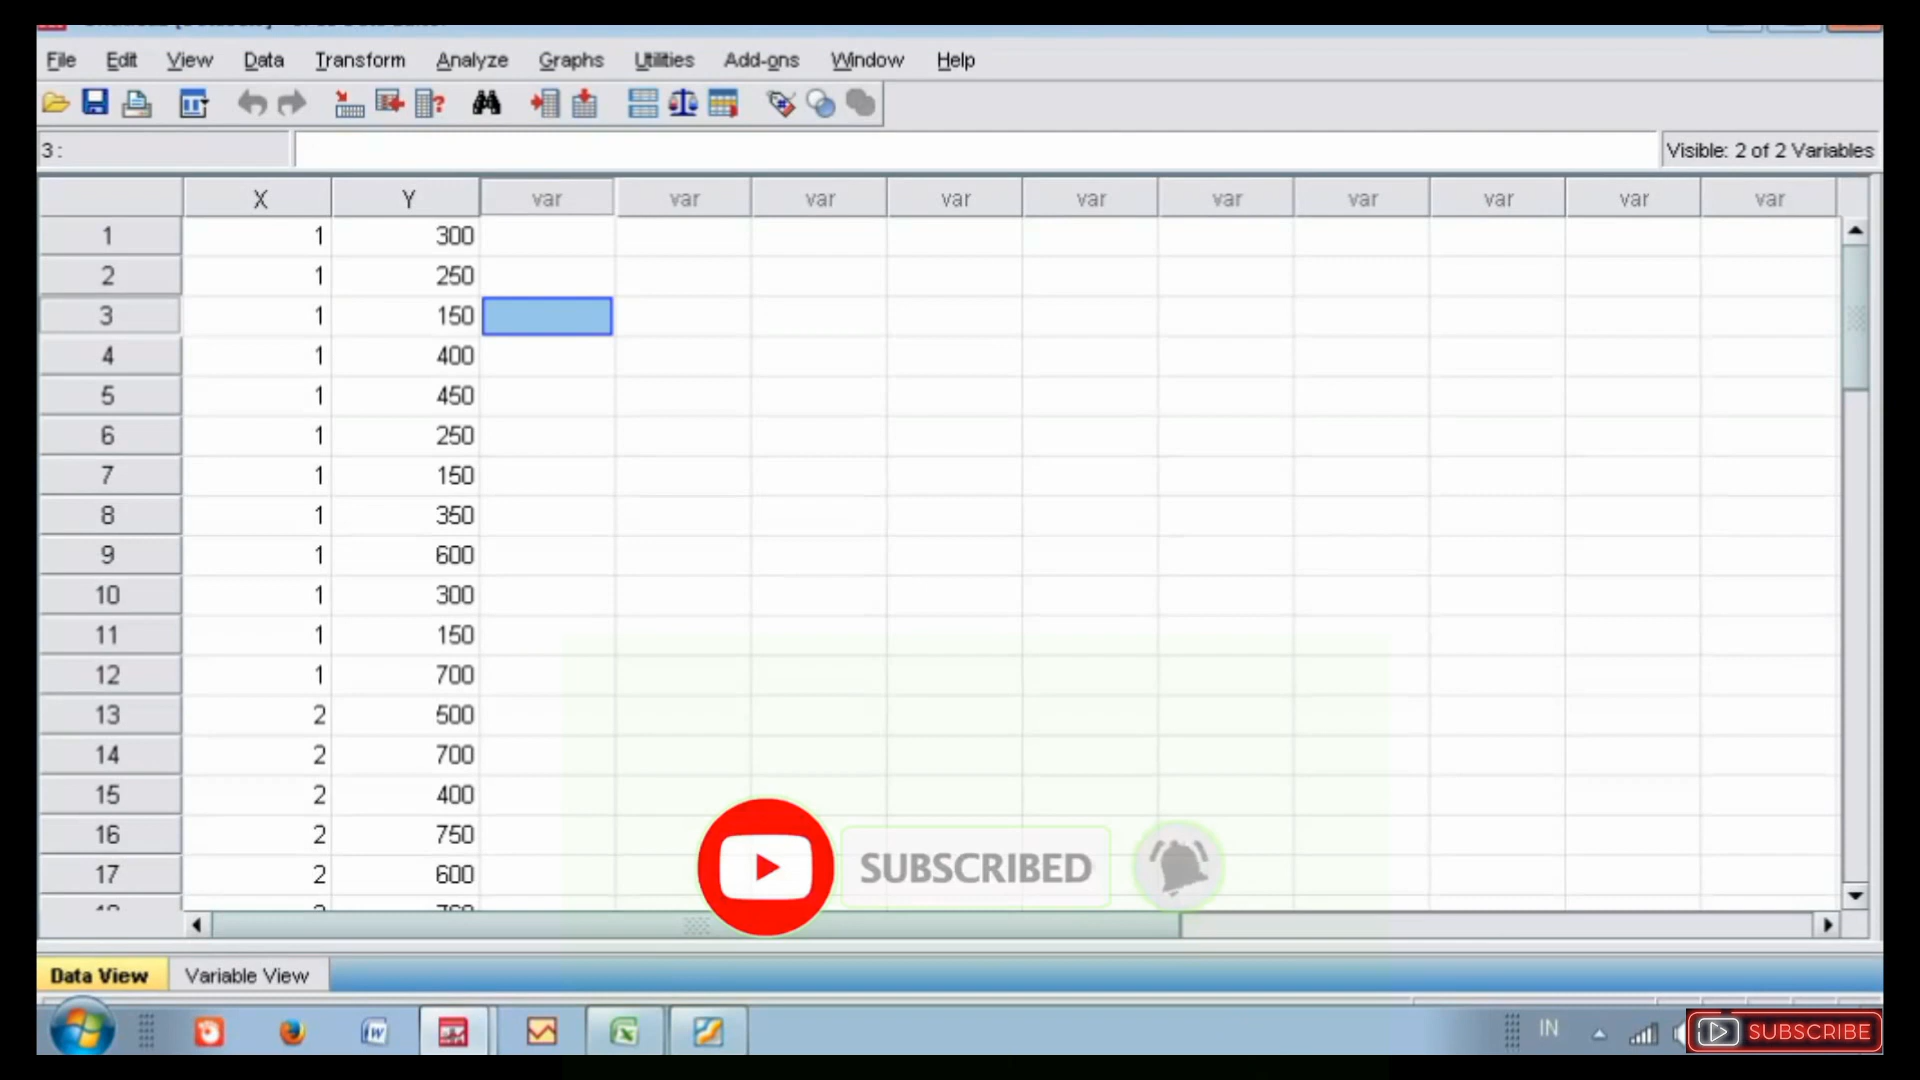 File Edit View Data Transform Analyze Graphs Utilities Add-ons Window Help
3 :
Visible: 2 of 2 Variables
X Y var var var var var var var var var var
1 1 300
2 1 250
3 1 150
4 1 400
5 1 450
6 1 250
7 1 150
8 1 350
9 1 600
10 1 300
11 1 150
12 1 700
13 2 500
14 2 700
15 2 400
16 2 750
17 2 600
SUBSCRIBED
Data View Variable View
IN
SUBSCRIBE